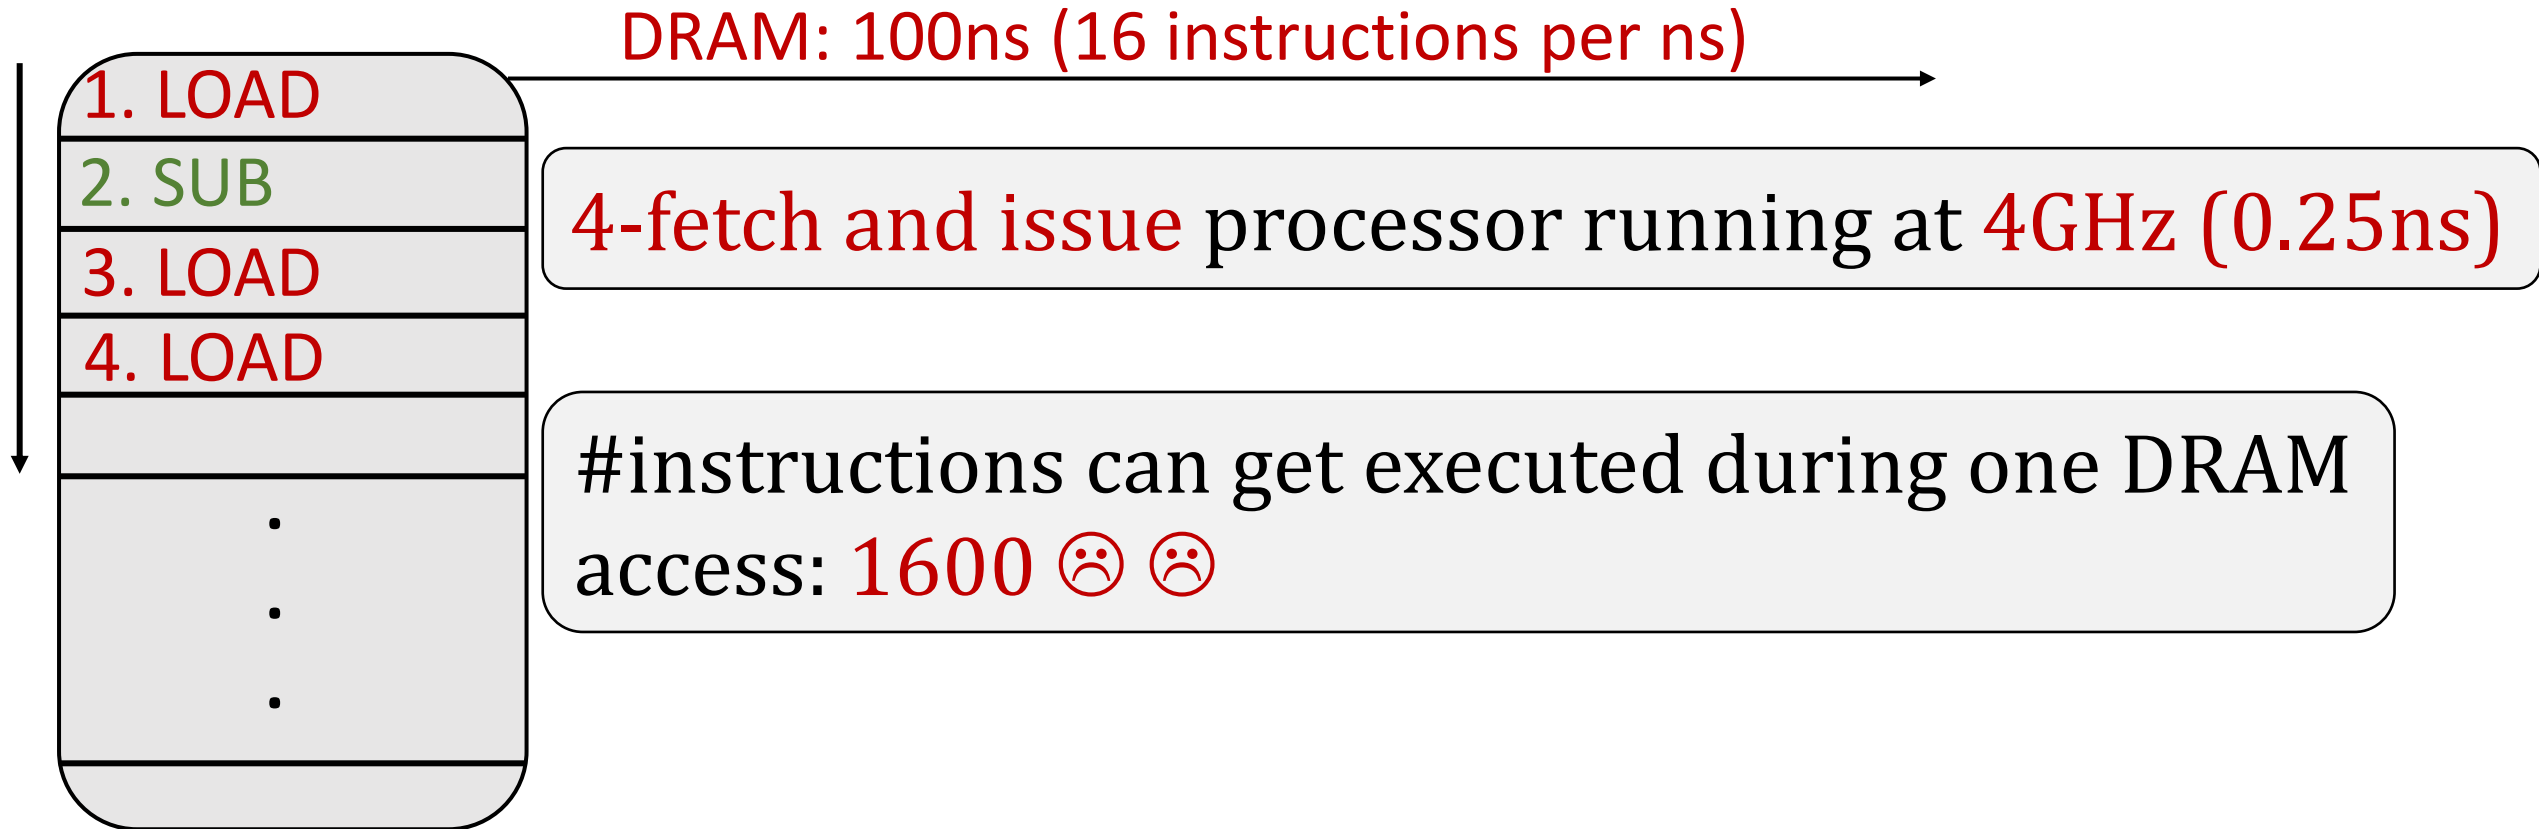 DRAM: 100ns (16 instructions per ns)
1. LOAD
2. SUB
3. LOAD
4. LOAD
4-fetch and issue processor running at 4GHz (0.25ns)
#instructions can get executed during one DRAM
access: 1600 ☹ ☹